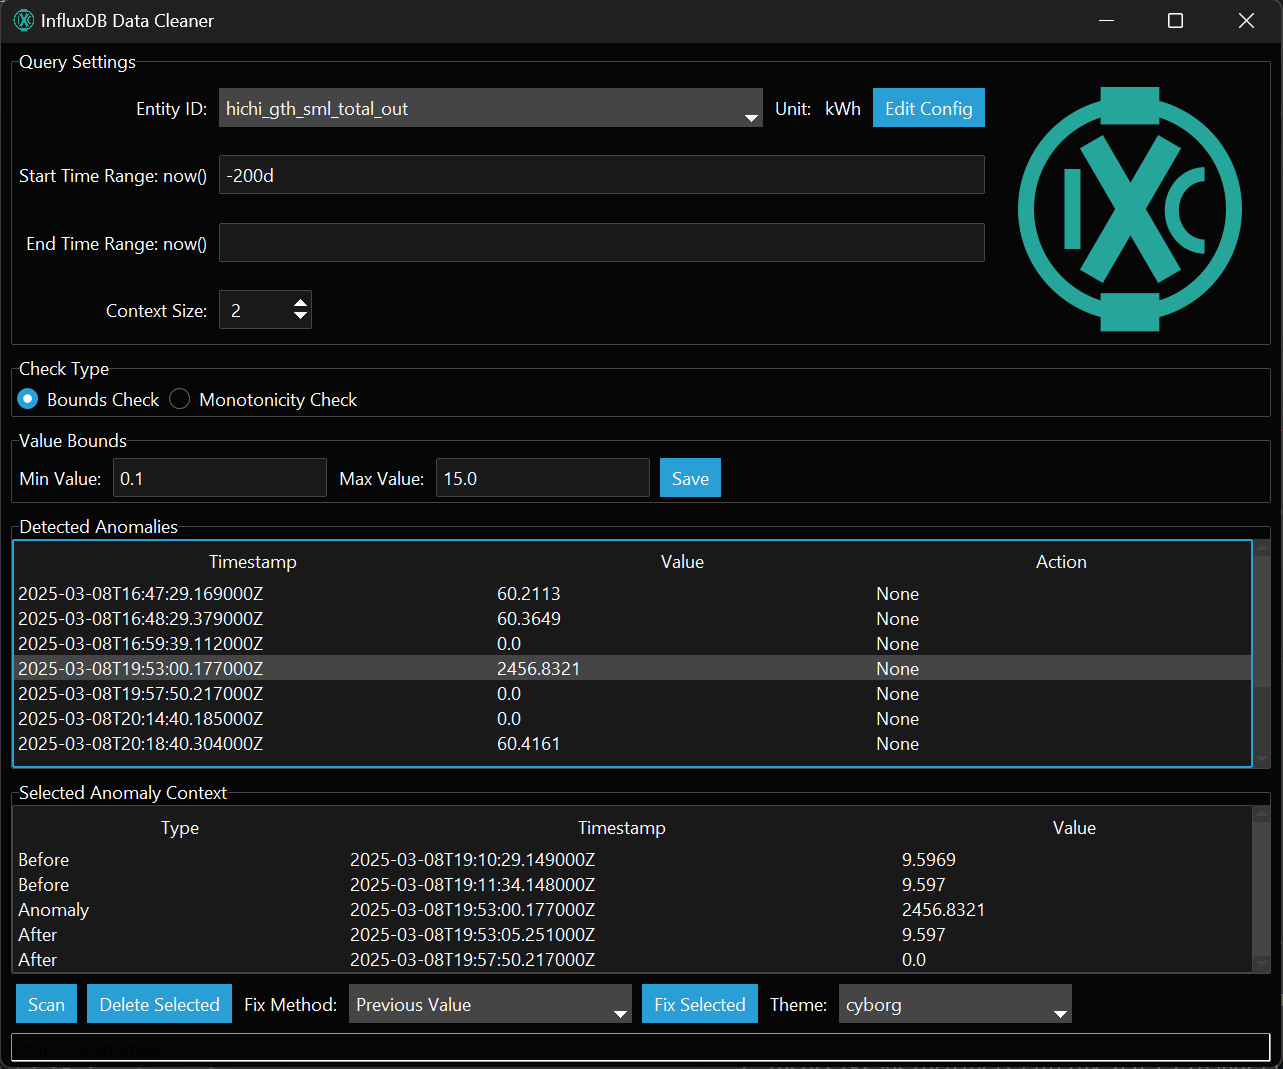 InfluxDB Data Cleaner
Query Settings
Entity ID: hichi_gth_sml_total_out Unit: kWh Edit Config
Start Time Range: now() -200d
End Time Range: now()
Context Size: 2
IXC
Check Type
Bounds Check Monotonicity Check
Value Bounds
Min Value: 0.1 Max Value: 15.0 Save
Detected Anomalies
Timestamp Value Action
2025-03-08T16:47:29.169000Z 60.2113 None
2025-03-08T16:48:29.379000Z 60.3649 None
2025-03-08T16:59:39.112000Z 0.0 None
2025-03-08T19:53:00.177000Z 2456.8321 None
2025-03-08T19:57:50.217000Z 0.0 None
2025-03-08T20:14:40.185000Z 0.0 None
2025-03-08T20:18:40.304000Z 60.4161 None
Selected Anomaly Context
Type Timestamp Value
Before 2025-03-08T19:10:29.149000Z 9.5969
Before 2025-03-08T19:11:34.148000Z 9.597
Anomaly 2025-03-08T19:53:00.177000Z 2456.8321
After 2025-03-08T19:53:05.251000Z 9.597
After 2025-03-08T19:57:50.217000Z 0.0
Scan Delete Selected Fix Method: Previous Value Fix Selected Theme: cyborg
Found 12 anomalies